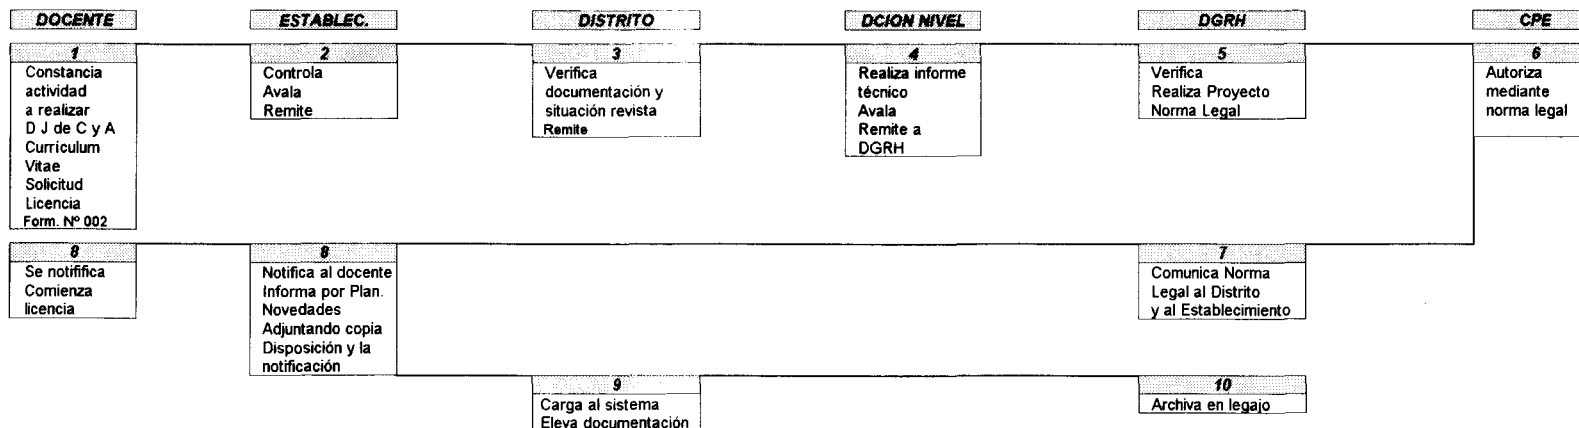 DOCENTE
ESTABLEC.
DISTRITO
DCION NIVEL
DGRH
CPE
1
Constancia
actividad
a realizar
D J de C y A
Curriculum
Vitae
Solicitud
Licencia
Form. Nº 002
2
Controla
Avala
Remite
3
Verifica
documentación y
situación revista
Remite
4
Realiza informe
técnico
Avala
Remite a
DGRH
5
Verifica
Realiza Proyecto
Norma Legal
6
Autoriza
mediante
norma legal
8
Se notififica
Comienza
licencia
8
Notifica al docente
Informa por Plan.
Novedades
Adjuntando copia
Disposición y la
notificación
7
Comunica Norma
Legal al Distrito
y al Establecimiento
9
Carga al sistema
Eleva documentación
10
Archiva en legajo